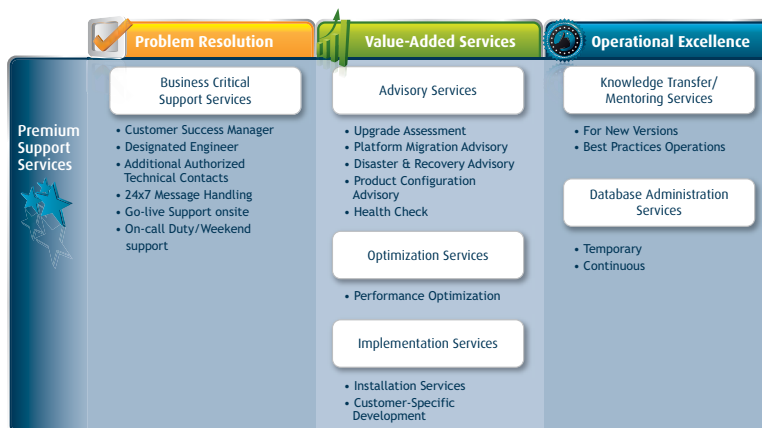 Problem Resolution
Value-Added Services
Operational Excellence
Premium
Support
Services
Business Critical
Support Services
• Customer Success Manager
• Designated Engineer
• Additional Authorized
Technical Contacts
• 24x7 Message Handling
• Go-live Support onsite
• On-call Duty/Weekend
support
Advisory Services
• Upgrade Assessment
• Platform Migration Advisory
• Disaster & Recovery Advisory
• Product Configuration
Advisory
• Health Check
Optimization Services
• Performance Optimization
Implementation Services
• Installation Services
• Customer-Specific
Development
Knowledge Transfer/
Mentoring Services
• For New Versions
• Best Practices Operations
Database Administration
Services
• Temporary
• Continuous